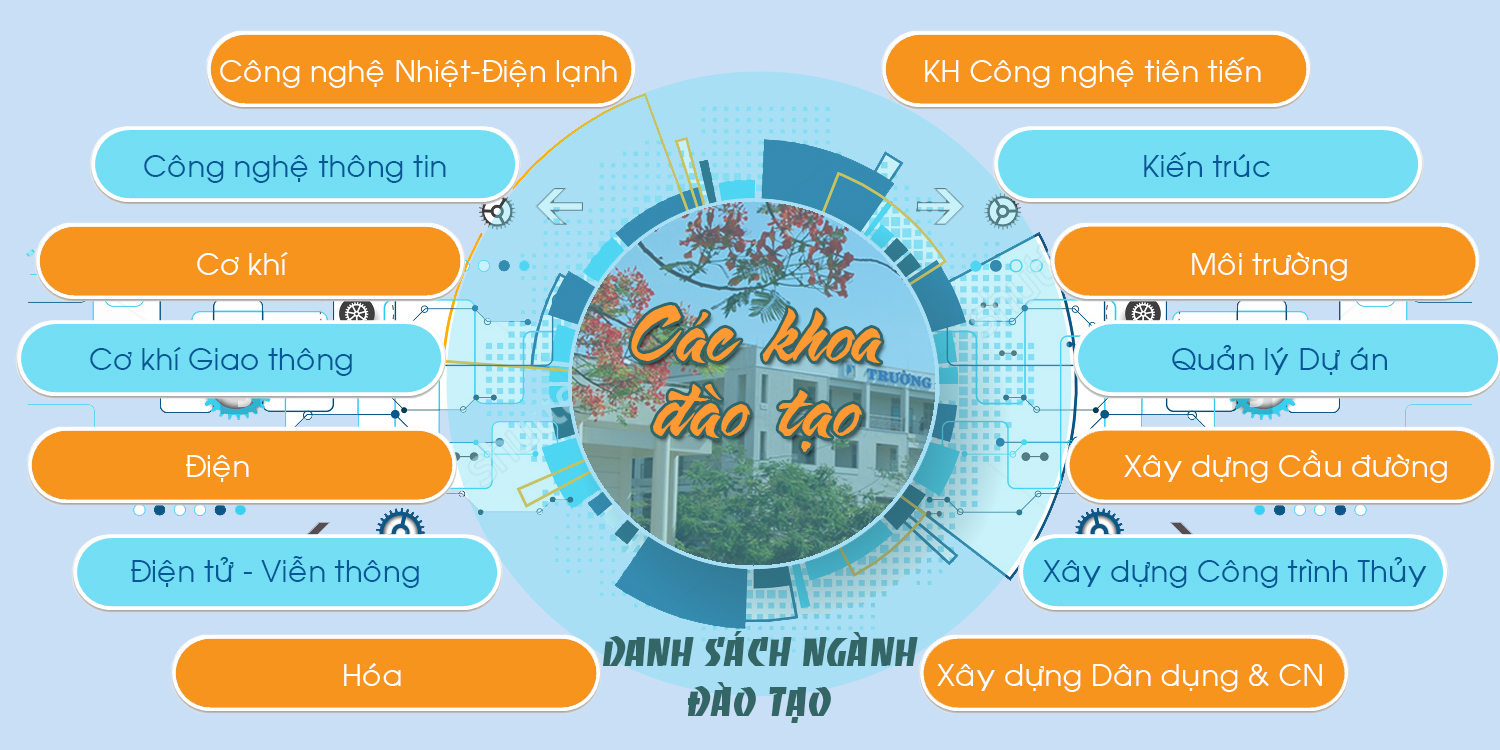 Công nghệ Nhiệt-Điện lạnh
Công nghệ thông tin
Cơ khí
Cơ khí Giao thông
Điện
Điện tử - Viễn thông
Hóa
Các khoa
đào tạo
TRƯỜNG
DANH SÁCH NGÀNH
ĐÀO TẠO
KH Công nghệ tiên tiến
Kiến trúc
Môi trường
Quản lý Dự án
Xây dựng Cầu đường
Xây dựng Công trình Thủy
Xây dựng Dân dụng & CN